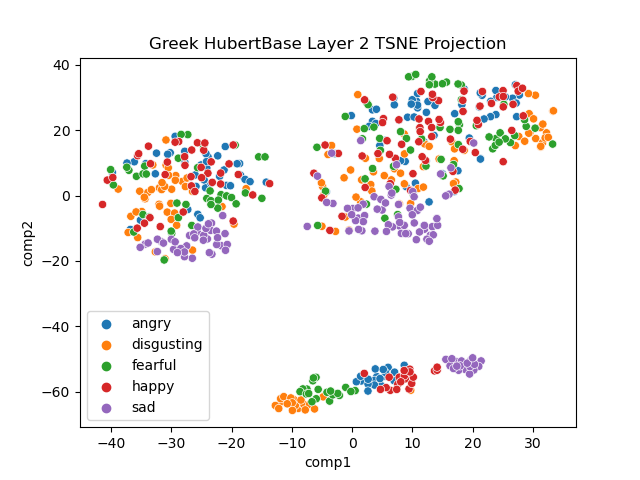 Greek HubertBase Layer 2 TSNE Projection
40
20
0
−20
−40
−60
comp2
angry
disgusting
fearful
happy
sad
−40
−30
−20
−10
0
10
20
30
comp1